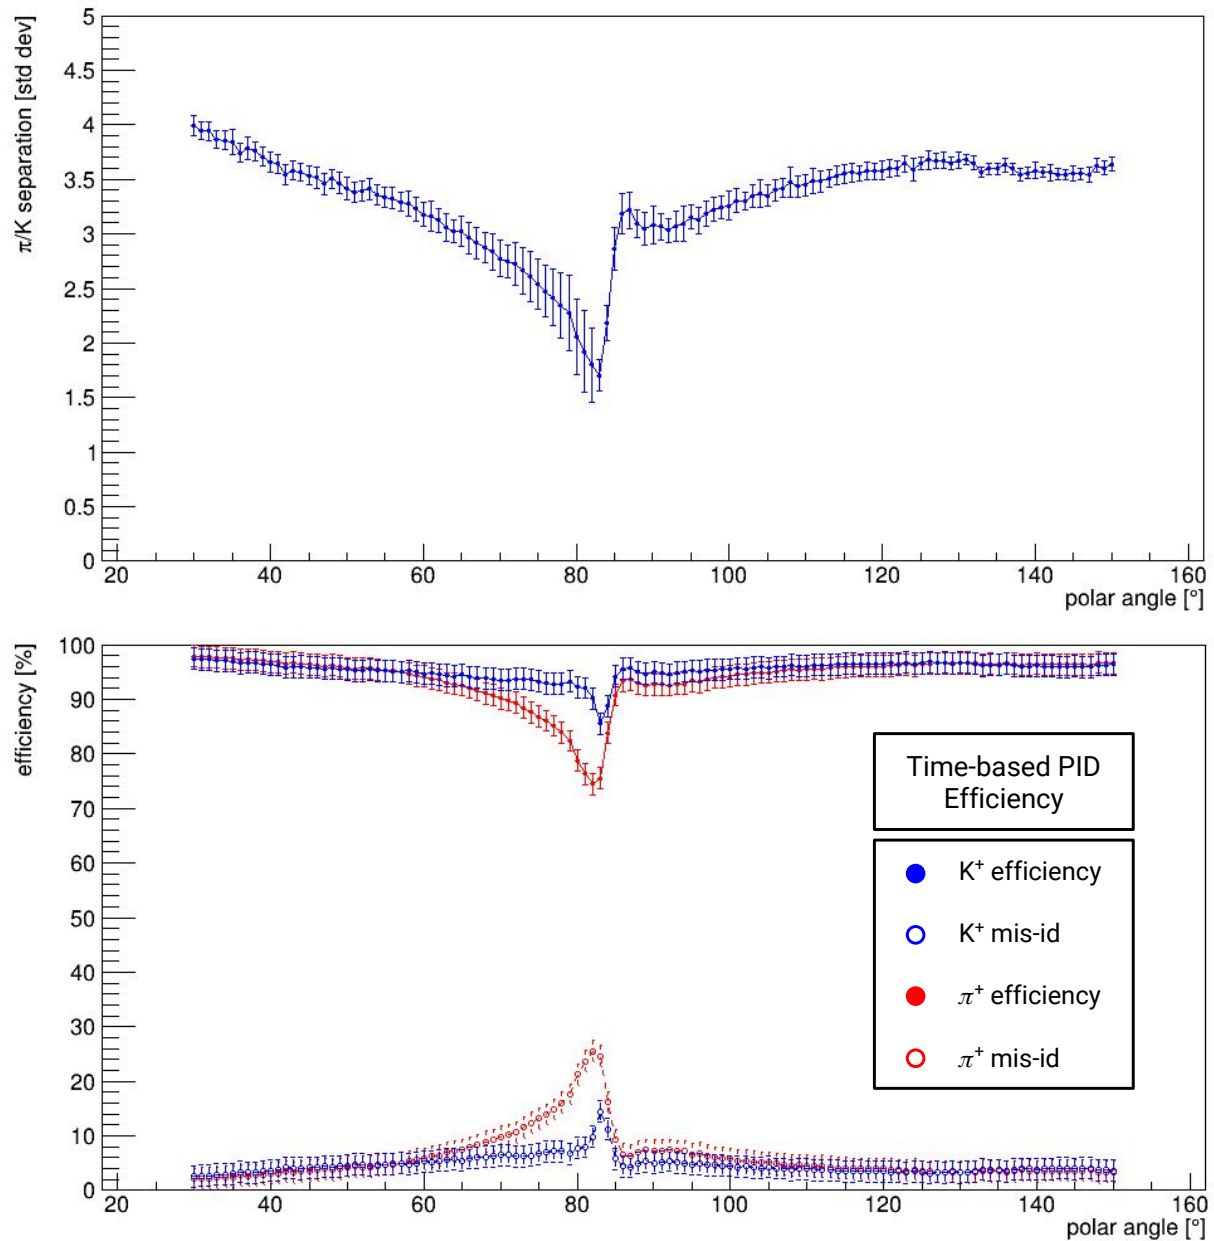 π/K separation [std dev]
5
4.5
4
3.5
3
2.5
2
1.5
1
0.5
0
20 40 60 80 100 120 140 160
polar angle [°]
efficiency [%]
100
90
80
70
60
50
40
30
20
10
0
20 40 60 80 100 120 140 160
polar angle [°]
Time-based PID
Efficiency
K⁺ efficiency
K⁺ mis-id
π⁺ efficiency
π⁺ mis-id